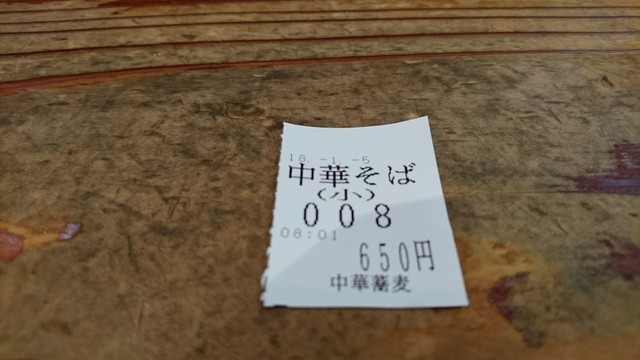 18. -1. -5
中華そば
(小)
008
08:01
650円
中華蕎麦